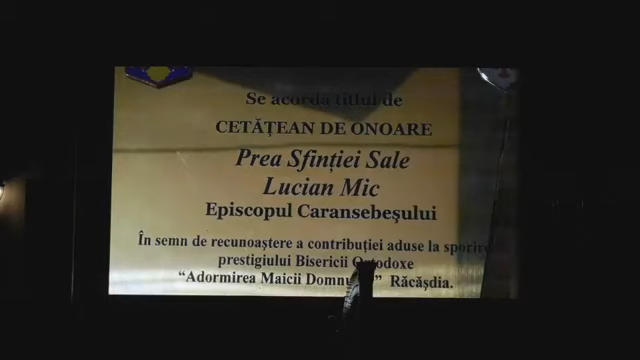 Se acordă titlul de
CETĂȚEAN DE ONOARE
Prea Sfinției Sale
Lucian Mic
Episcopul Caransebeșului
În semn de recunoaștere a contribuției aduse la
prestigiului Bisericii Ortodoxe
“Adormirea Maicii Domnului” Răcășdia.